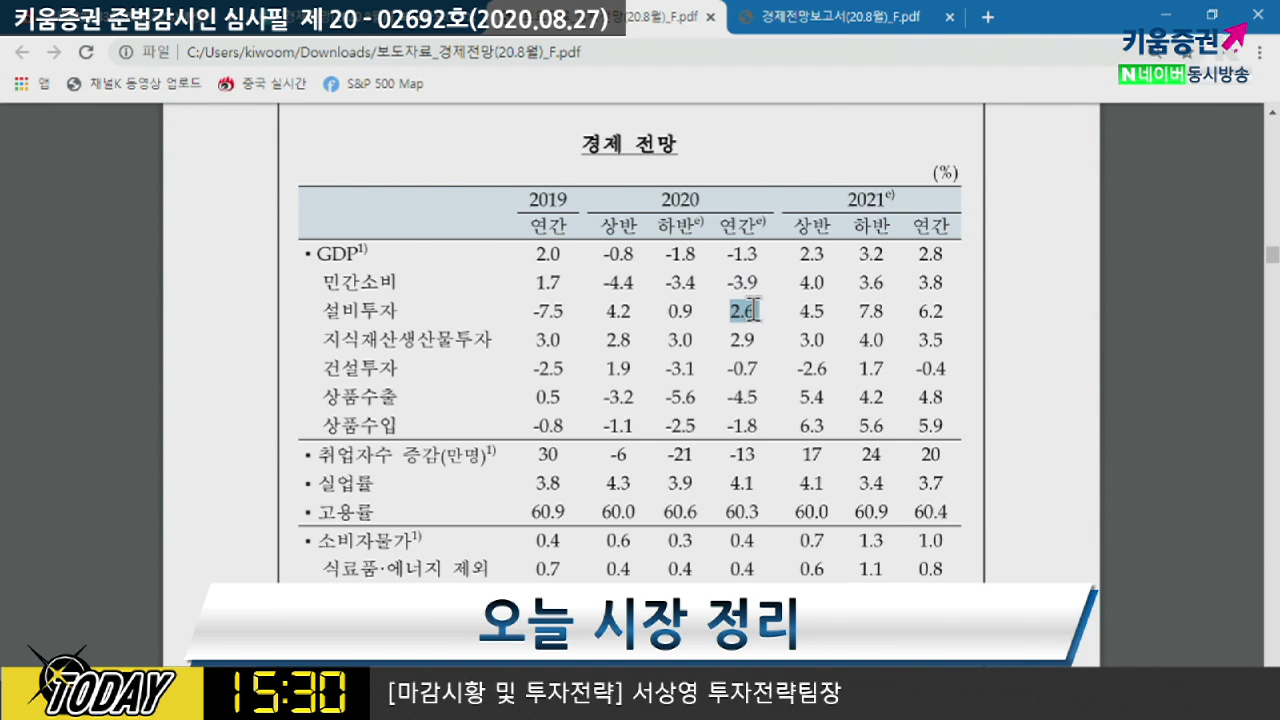 키움증권 준법감시인 심사필 제 20 - 02692호(2020.08.27)
망(20.8월)_F.pdf
경제전망보고서(20.8월)_F.pdf
파일 C:/Users/kiwoom/Downloads/보도자료_경제전망(20.8월)_F.pdf
키움증권
앱 채널K 동영상 업로드 중국 실시간 S&P 500 Map
N네이버 동시방송
경제 전망
(%)
2019 2020 2021e)
연간 상반 하반e) 연간e) 상반 하반 연간
▪ GDP1) 2.0 -0.8 -1.8 -1.3 2.3 3.2 2.8
민간소비 1.7 -4.4 -3.4 -3.9 4.0 3.6 3.8
설비투자 -7.5 4.2 0.9 2.6 4.5 7.8 6.2
지식재산생산물투자 3.0 2.8 3.0 2.9 3.0 4.0 3.5
건설투자 -2.5 1.9 -3.1 -0.7 -2.6 1.7 -0.4
상품수출 0.5 -3.2 -5.6 -4.5 5.4 4.2 4.8
상품수입 -0.8 -1.1 -2.5 -1.8 6.3 5.6 5.9
▪ 취업자수 증감(만명)1) 30 -6 -21 -13 17 24 20
▪ 실업률 3.8 4.3 3.9 4.1 4.1 3.4 3.7
▪ 고용률 60.9 60.0 60.6 60.3 60.0 60.9 60.4
▪ 소비자물가1) 0.4 0.6 0.3 0.4 0.7 1.3 1.0
식료품·에너지 제외 0.7 0.4 0.4 0.4 0.6 1.1 0.8
오늘 시장 정리
TODAY 15:30 [마감시황 및 투자전략] 서상영 투자전략팀장